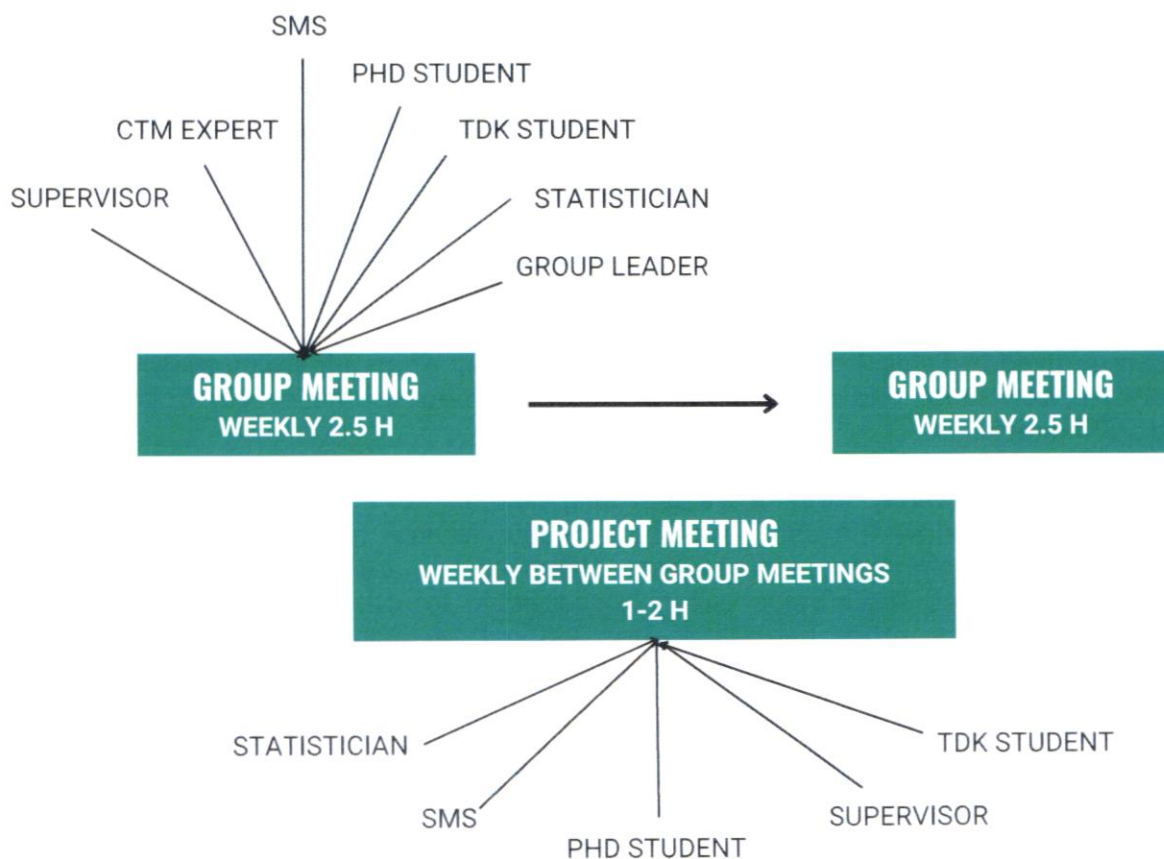 SMS
PHD STUDENT
CTM EXPERT
TDK STUDENT
SUPERVISOR
STATISTICIAN
GROUP LEADER
GROUP MEETING
WEEKLY 2.5 H
GROUP MEETING
WEEKLY 2.5 H
PROJECT MEETING
WEEKLY BETWEEN GROUP MEETINGS
1-2 H
STATISTICIAN
TDK STUDENT
SMS
SUPERVISOR
PHD STUDENT